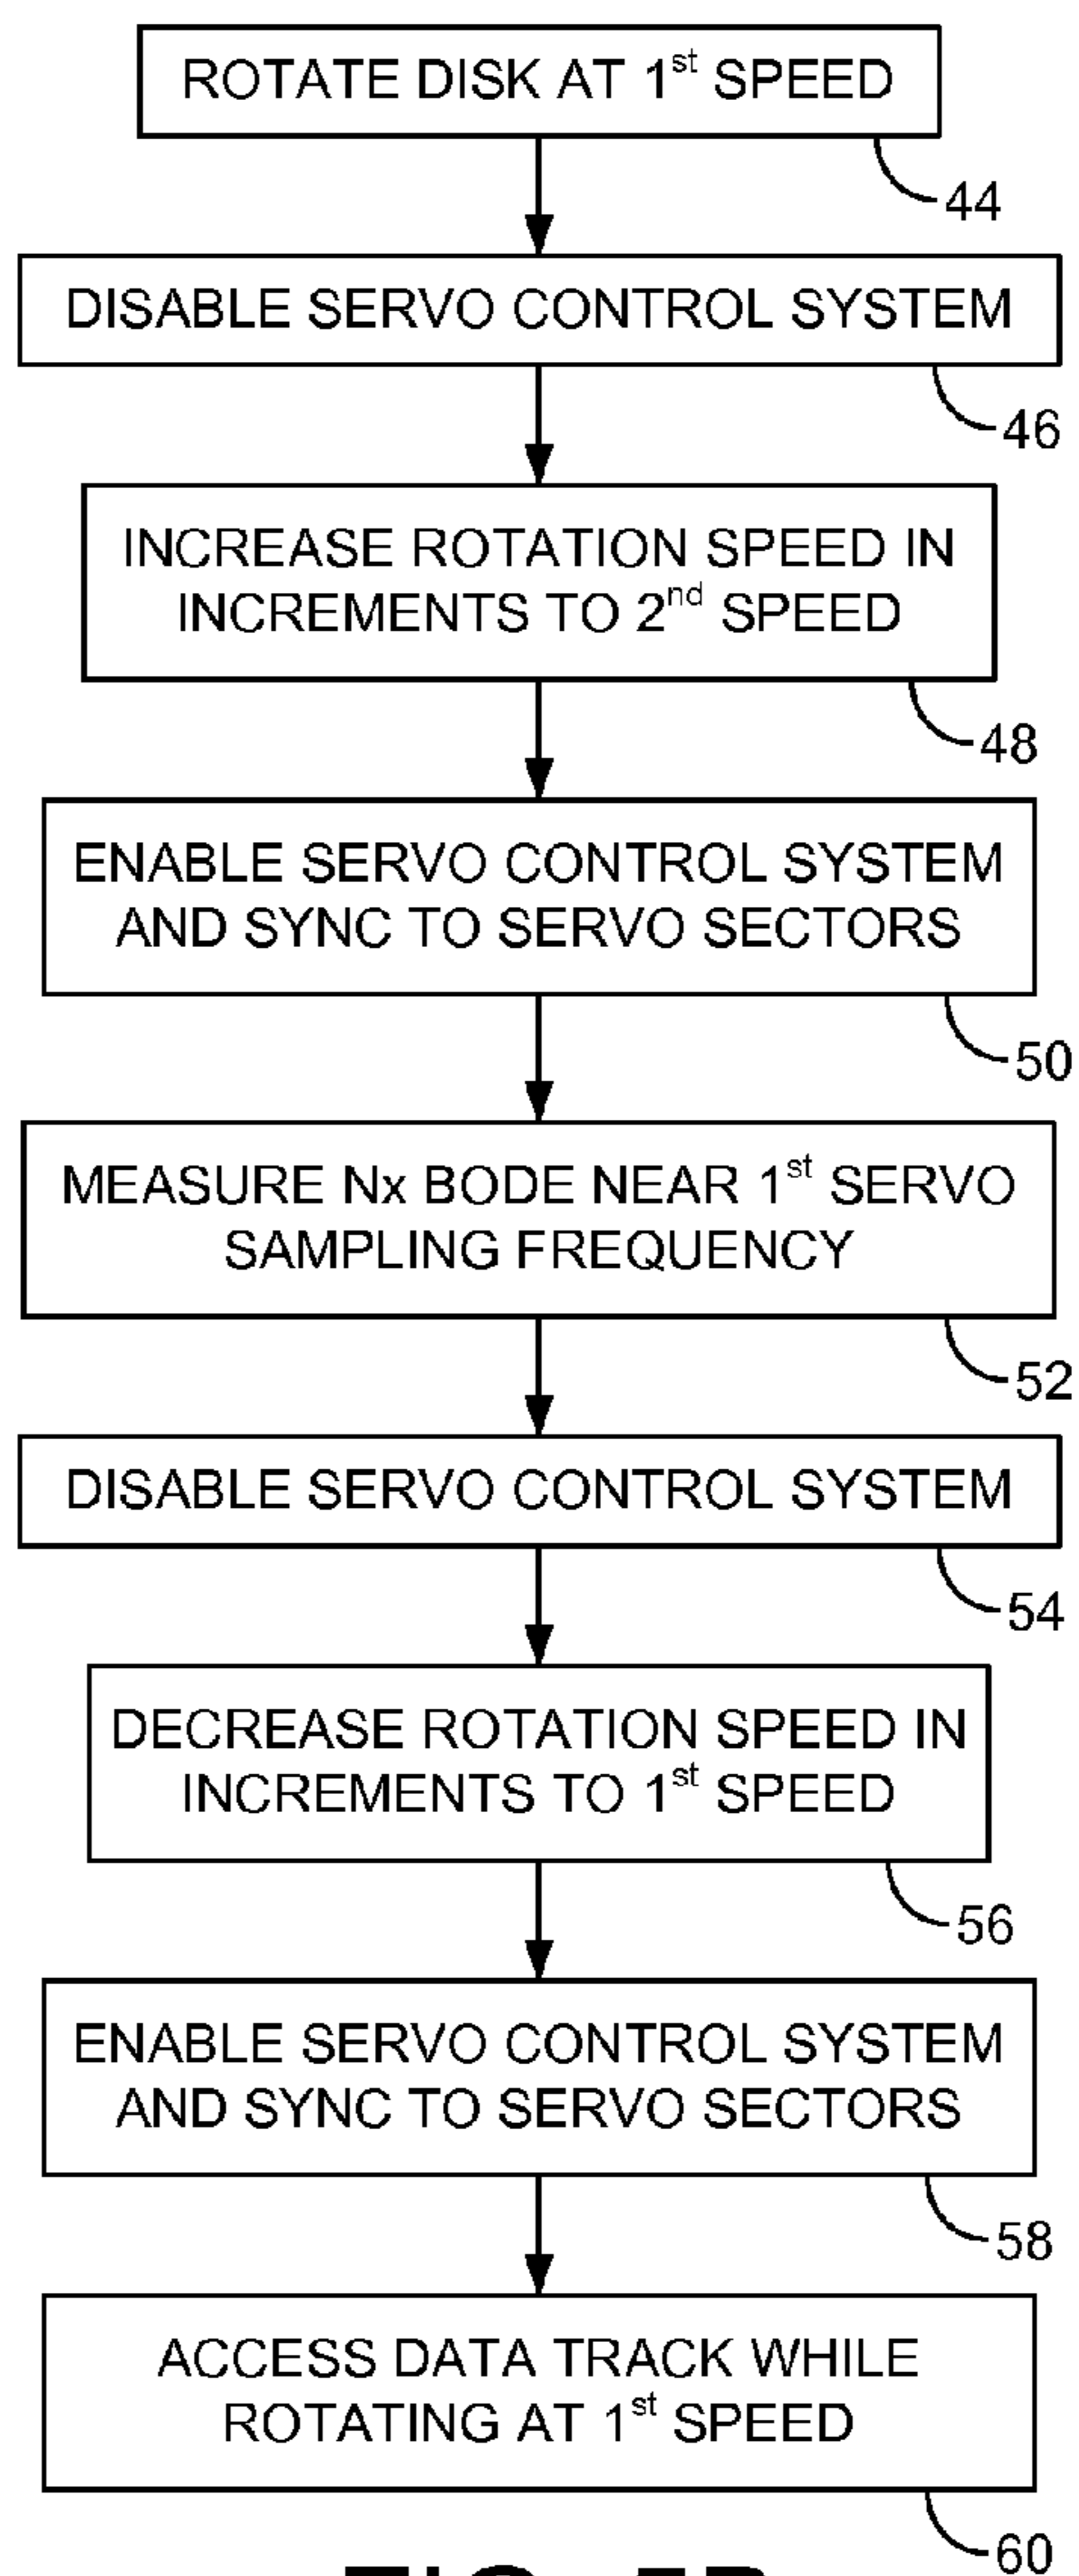 ROTATE DISK AT 1st SPEED
44
DISABLE SERVO CONTROL SYSTEM
46
INCREASE ROTATION SPEED IN
INCREMENTS TO 2nd SPEED
48
ENABLE SERVO CONTROL SYSTEM
AND SYNC TO SERVO SECTORS
50
MEASURE Nx BODE NEAR 1st SERVO
SAMPLING FREQUENCY
52
DISABLE SERVO CONTROL SYSTEM
54
DECREASE ROTATION SPEED IN
INCREMENTS TO 1st SPEED
56
ENABLE SERVO CONTROL SYSTEM
AND SYNC TO SERVO SECTORS
58
ACCESS DATA TRACK WHILE
ROTATING AT 1st SPEED
60